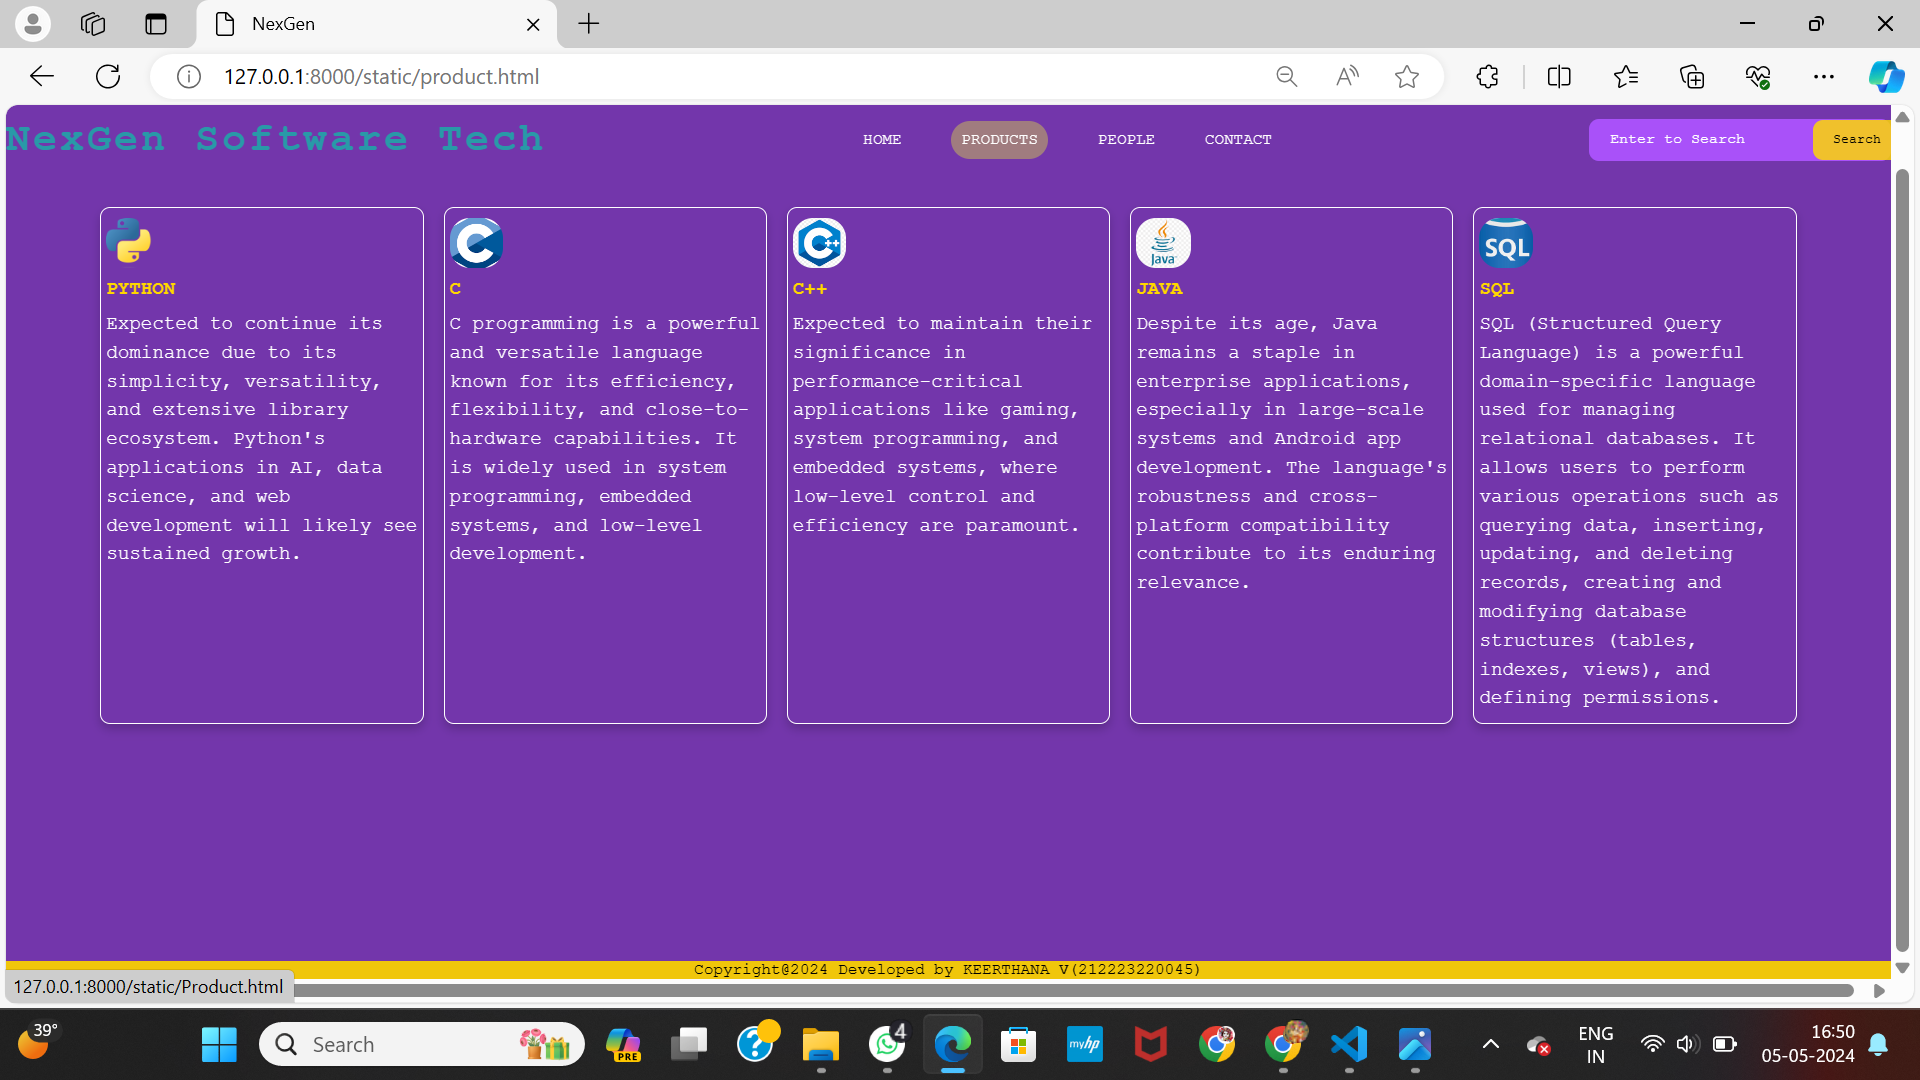 NexGen
127.0.0.1:8000/static/product.html
NexGen Software Tech
HOME
PRODUCTS
PEOPLE
CONTACT
Enter to Search
Search
PYTHON
Expected to continue its
dominance due to its
simplicity, versatility,
and extensive library
ecosystem. Python's
applications in AI, data
science, and web
development will likely see
sustained growth.
C
C
C programming is a powerful
and versatile language
known for its efficiency,
flexibility, and close-to-
hardware capabilities. It
is widely used in system
programming, embedded
systems, and low-level
development.
C++
C++
Expected to maintain their
significance in
performance-critical
applications like gaming,
system programming, and
embedded systems, where
low-level control and
efficiency are paramount.
Java
JAVA
Despite its age, Java
remains a staple in
enterprise applications,
especially in large-scale
systems and Android app
development. The language's
robustness and cross-
platform compatibility
contribute to its enduring
relevance.
SQL
SQL
SQL (Structured Query
Language) is a powerful
domain-specific language
used for managing
relational databases. It
allows users to perform
various operations such as
querying data, inserting,
updating, and deleting
records, creating and
modifying database
structures (tables,
indexes, views), and
defining permissions.
Copyright@2024 Developed by KEERTHANA V(212223220045)
127.0.0.1:8000/static/Product.html
39°
Search
PRE
?
4
myhp
ENG
IN
16:50
05-05-2024